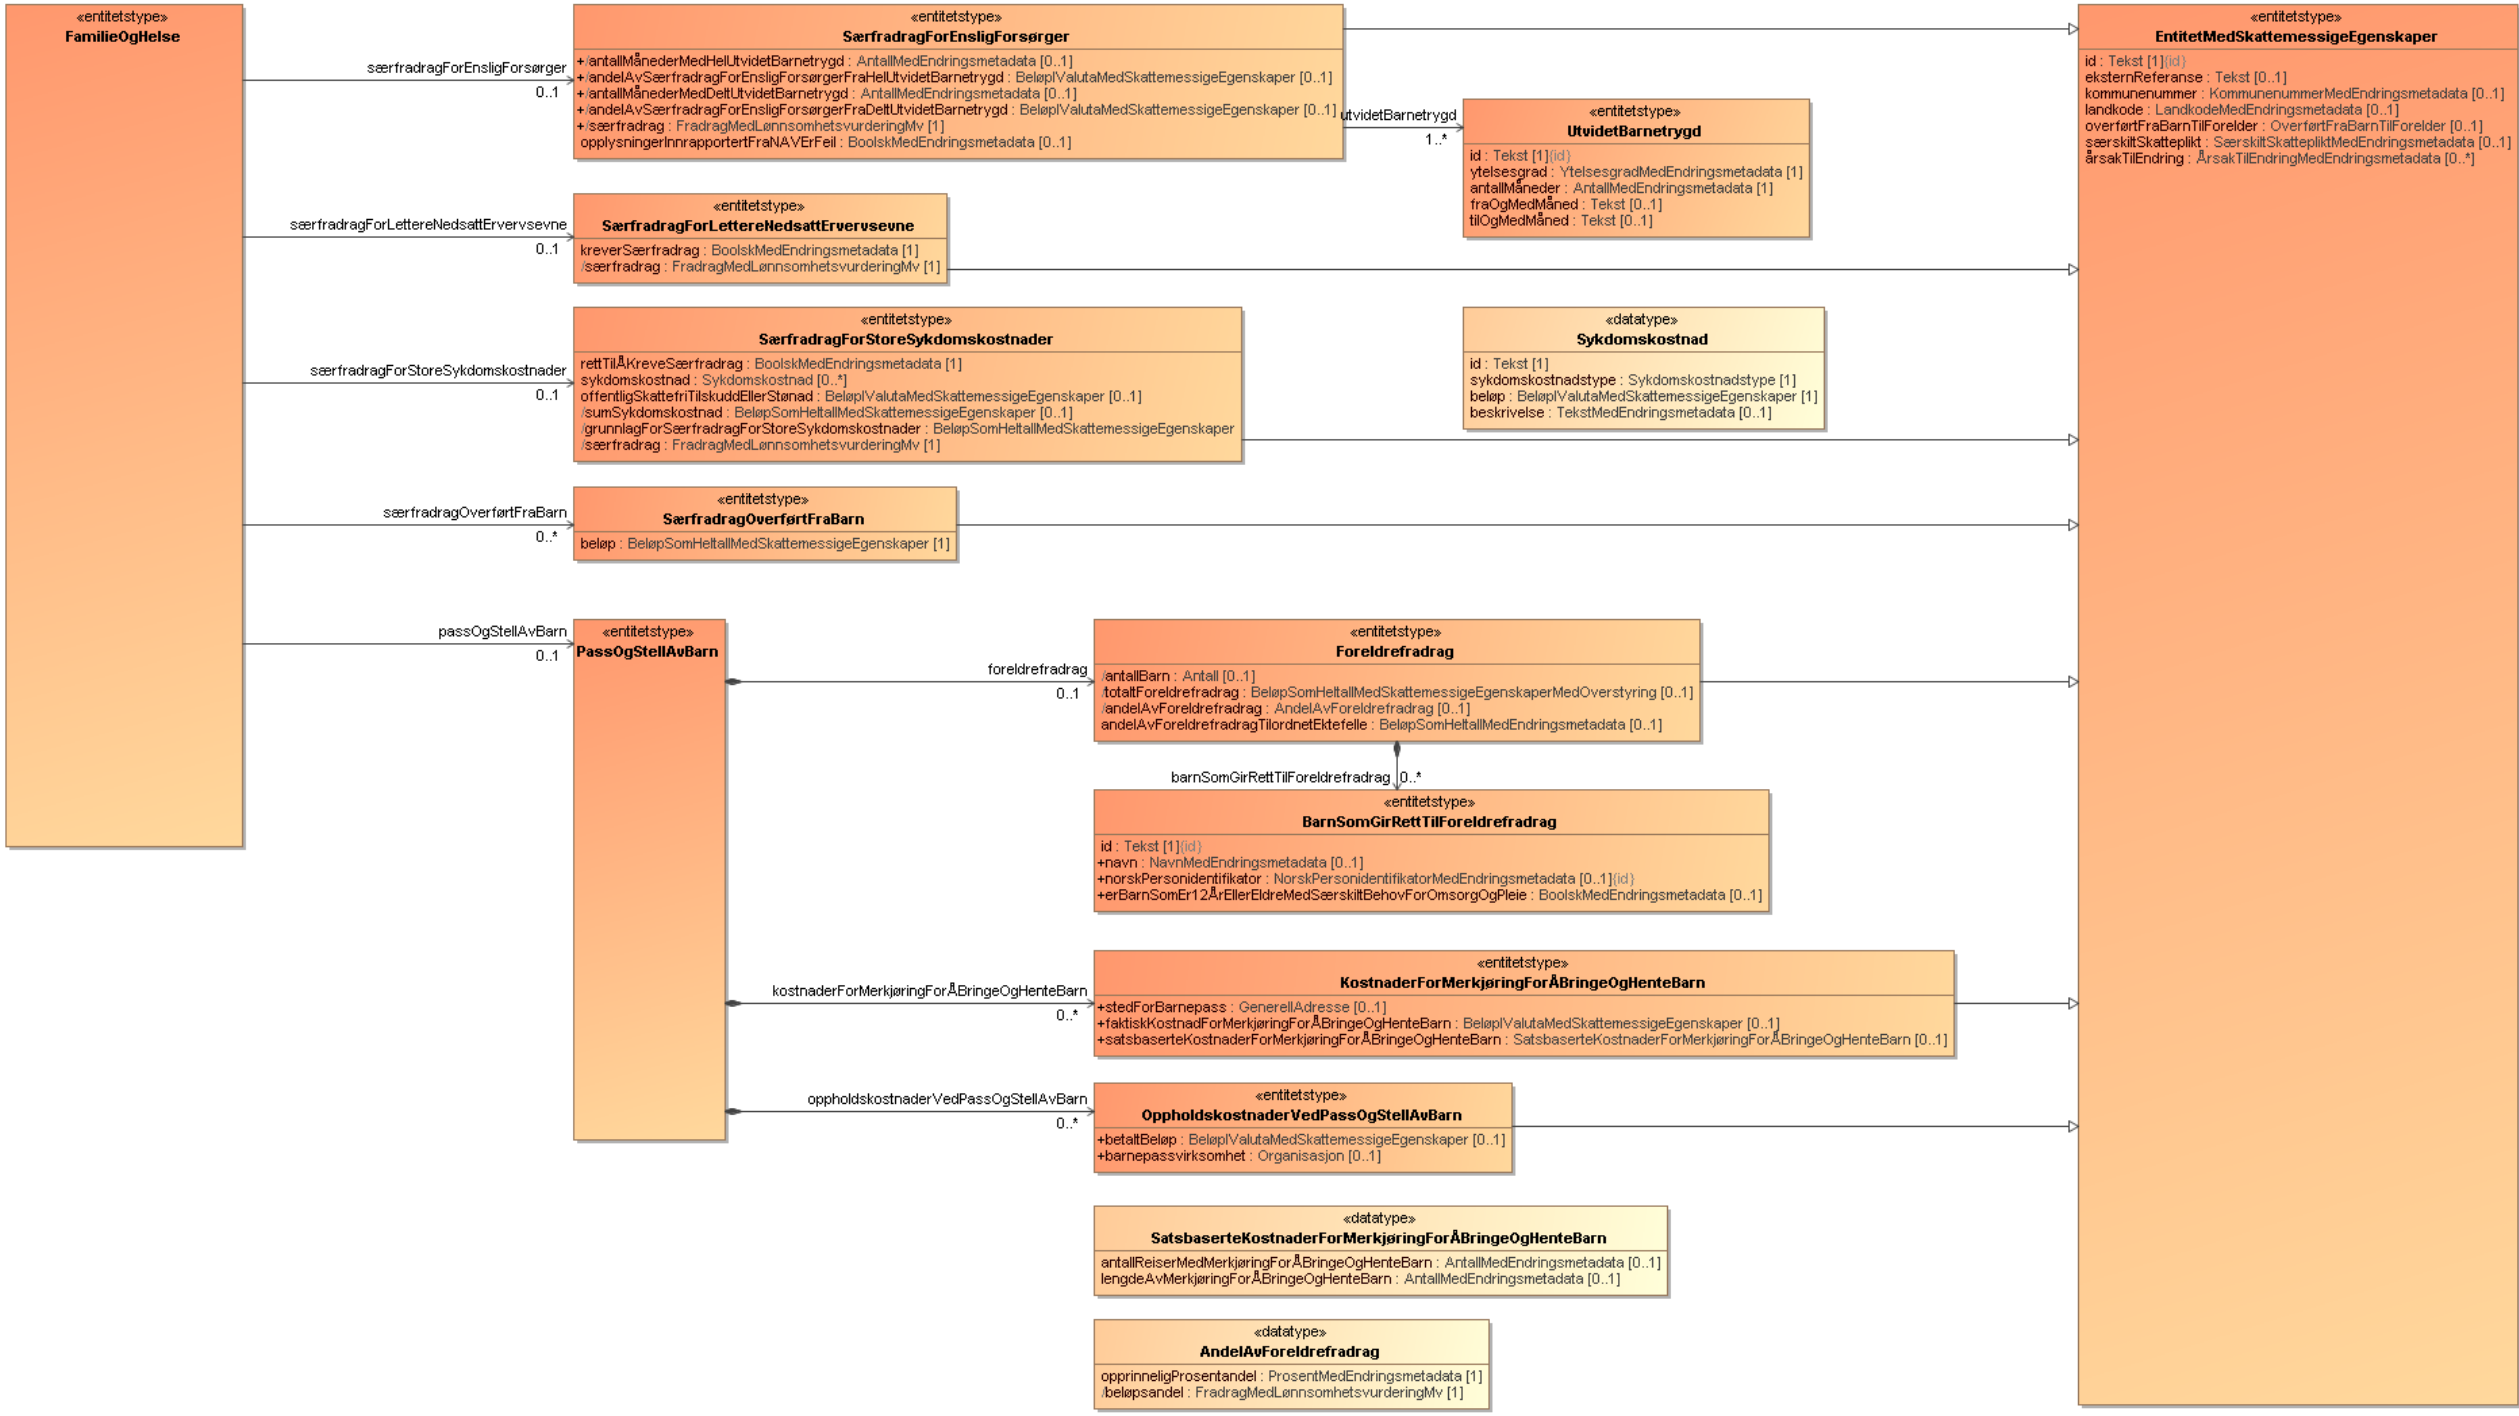 «entitetstype»
FamilieOgHelse
særfradragForEnsligForsørger
0..1
særfradragForLettereNedsattErvervsevne
0..1
særfradragForStoreSykdomskostnader
0..1
særfradragOverførtFraBarn
0..*
passOgStellAvBarn
0..1
«entitetstype»
SærfradragForEnsligForsørger
+/antallMånederMedHelUtvidetBarnetrygd : AntallMedEndringsmetadata [0..1]
+/andelAvSærfradragForEnsligForsørgerFraHelUtvidetBarnetrygd : BeløpIValutaMedSkattemessigeEgenskaper [0..1]
+/antallMånederMedDeltUtvidetBarnetrygd : AntallMedEndringsmetadata [0..1]
+/andelAvSærfradragForEnsligForsørgerFraDeltUtvidetBarnetrygd : BeløpIValutaMedSkattemessigeEgenskaper [0..1]
+/særfradrag : FradragMedLønnsomhetsvurderingMv [1]
opplysningerInnrapportertFraNAVErFeil : BoolskMedEndringsmetadata [0..1]
utvidetBarnetrygd
1..*
«entitetstype»
UtvidetBarnetrygd
id : Tekst [1]{id}
ytelsesgrad : YtelsesgradMedEndringsmetadata [1]
antallMåneder : AntallMedEndringsmetadata [1]
fraOgMedMåned : Tekst [0..1]
tilOgMedMåned : Tekst [0..1]
«entitetstype»
EntitetMedSkattemessigeEgenskaper
id : Tekst [1]{id}
eksternReferanse : Tekst [0..1]
kommunenummer : KommunenummerMedEndringsmetadata [0..1]
landkode : LandkodeMedEndringsmetadata [0..1]
overførtFraBarnTilForelder : OverførtFraBarnTilForelder [0..1]
særskiltSkatteplikt : SærskiltSkattepliktMedEndringsmetadata [0..1]
årsakTilEndring : ÅrsakTilEndringMedEndringsmetadata [0..*]
«entitetstype»
SærfradragForLettereNedsattErvervsevne
kreverSærfradrag : BoolskMedEndringsmetadata [1]
/særfradrag : FradragMedLønnsomhetsvurderingMv [1]
«entitetstype»
SærfradragForStoreSykdomskostnader
rettTilÅKreveSærfradrag : BoolskMedEndringsmetadata [1]
sykdomskostnad : Sykdomskostnad [0..*]
offentligSkattefriTilskuddEllerStønad : BeløpIValutaMedSkattemessigeEgenskaper [0..1]
/sumSykdomskostnad : BeløpSomHeltallMedSkattemessigeEgenskaper [0..1]
/grunnlagForSærfradragForStoreSykdomskostnader : BeløpSomHeltallMedSkattemessigeEgenskaper
/særfradrag : FradragMedLønnsomhetsvurderingMv [1]
«datatype»
Sykdomskostnad
id : Tekst [1]
sykdomskostnadstype : Sykdomskostnadstype [1]
beløp : BeløpIValutaMedSkattemessigeEgenskaper [1]
beskrivelse : TekstMedEndringsmetadata [0..1]
«entitetstype»
SærfradragOverførtFraBarn
beløp : BeløpSomHeltallMedSkattemessigeEgenskaper [1]
«entitetstype»
PassOgStellAvBarn
foreldrefradrag
0..1
«entitetstype»
Foreldrefradrag
/antallBarn : Antall [0..1]
/totaltForeldrefradrag : BeløpSomHeltallMedSkattemessigeEgenskaperMedOverstyring [0..1]
/andelAvForeldrefradrag : AndelAvForeldrefradrag [0..1]
andelAvForeldrefradragTilordnetEktefelle : BeløpSomHeltallMedEndringsmetadata [0..1]
barnSomGirRettTilForeldrefradrag
0..*
«entitetstype»
BarnSomGirRettTilForeldrefradrag
id : Tekst [1]{id}
+navn : NavnMedEndringsmetadata [0..1]
+norskPersonidentifikator : NorskPersonidentifikatorMedEndringsmetadata [0..1]{id}
+erBarnSomEr12ÅrEllerEldreMedSærskiltBehovForOmsorgOgPleie : BoolskMedEndringsmetadata [0..1]
kostnaderForMerkjøringForÅBringeOgHenteBarn
0..*
«entitetstype»
KostnaderForMerkjøringForÅBringeOgHenteBarn
+stedForBarnepass : GenerellAdresse [0..1]
+faktiskKostnadForMerkjøringForÅBringeOgHenteBarn : BeløpIValutaMedSkattemessigeEgenskaper [0..1]
+satsbaserteKostnaderForMerkjøringForÅBringeOgHenteBarn : SatsbaserteKostnaderForMerkjøringForÅBringeOgHenteBarn [0..1]
oppholdskostnaderVedPassOgStellAvBarn
0..*
«entitetstype»
OppholdskostnaderVedPassOgStellAvBarn
+betaltBeløp : BeløpIValutaMedSkattemessigeEgenskaper [0..1]
+barnepassvirksomhet : Organisasjon [0..1]
«datatype»
SatsbaserteKostnaderForMerkjøringForÅBringeOgHenteBarn
antallReiserMedMerkjøringForÅBringeOgHenteBarn : AntallMedEndringsmetadata [0..1]
lengdeAvMerkjøringForÅBringeOgHenteBarn : AntallMedEndringsmetadata [0..1]
«datatype»
AndelAvForeldrefradrag
opprinneligProsentandel : ProsentMedEndringsmetadata [1]
/beløpsandel : FradragMedLønnsomhetsvurderingMv [1]